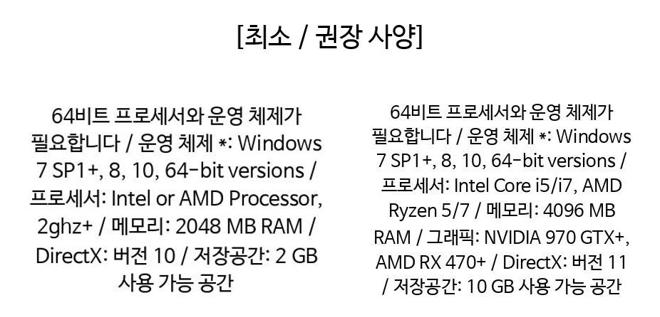 [최소 / 권장 사양]
64비트 프로세서와 운영 체제가
필요합니다 / 운영 체제 *: Windows
7 SP1+, 8, 10, 64-bit versions /
프로세서: Intel or AMD Processor,
2ghz+ / 메모리: 2048 MB RAM /
DirectX: 버전 10 / 저장공간: 2 GB
사용 가능 공간
64비트 프로세서와 운영 체제가
필요합니다 / 운영 체제 *: Windows
7 SP1+, 8, 10, 64-bit versions /
프로세서: Intel Core i5/i7, AMD
Ryzen 5/7 / 메모리: 4096 MB
RAM / 그래픽: NVIDIA 970 GTX+,
AMD RX 470+ / DirectX: 버전 11
/ 저장공간: 10 GB 사용 가능 공간